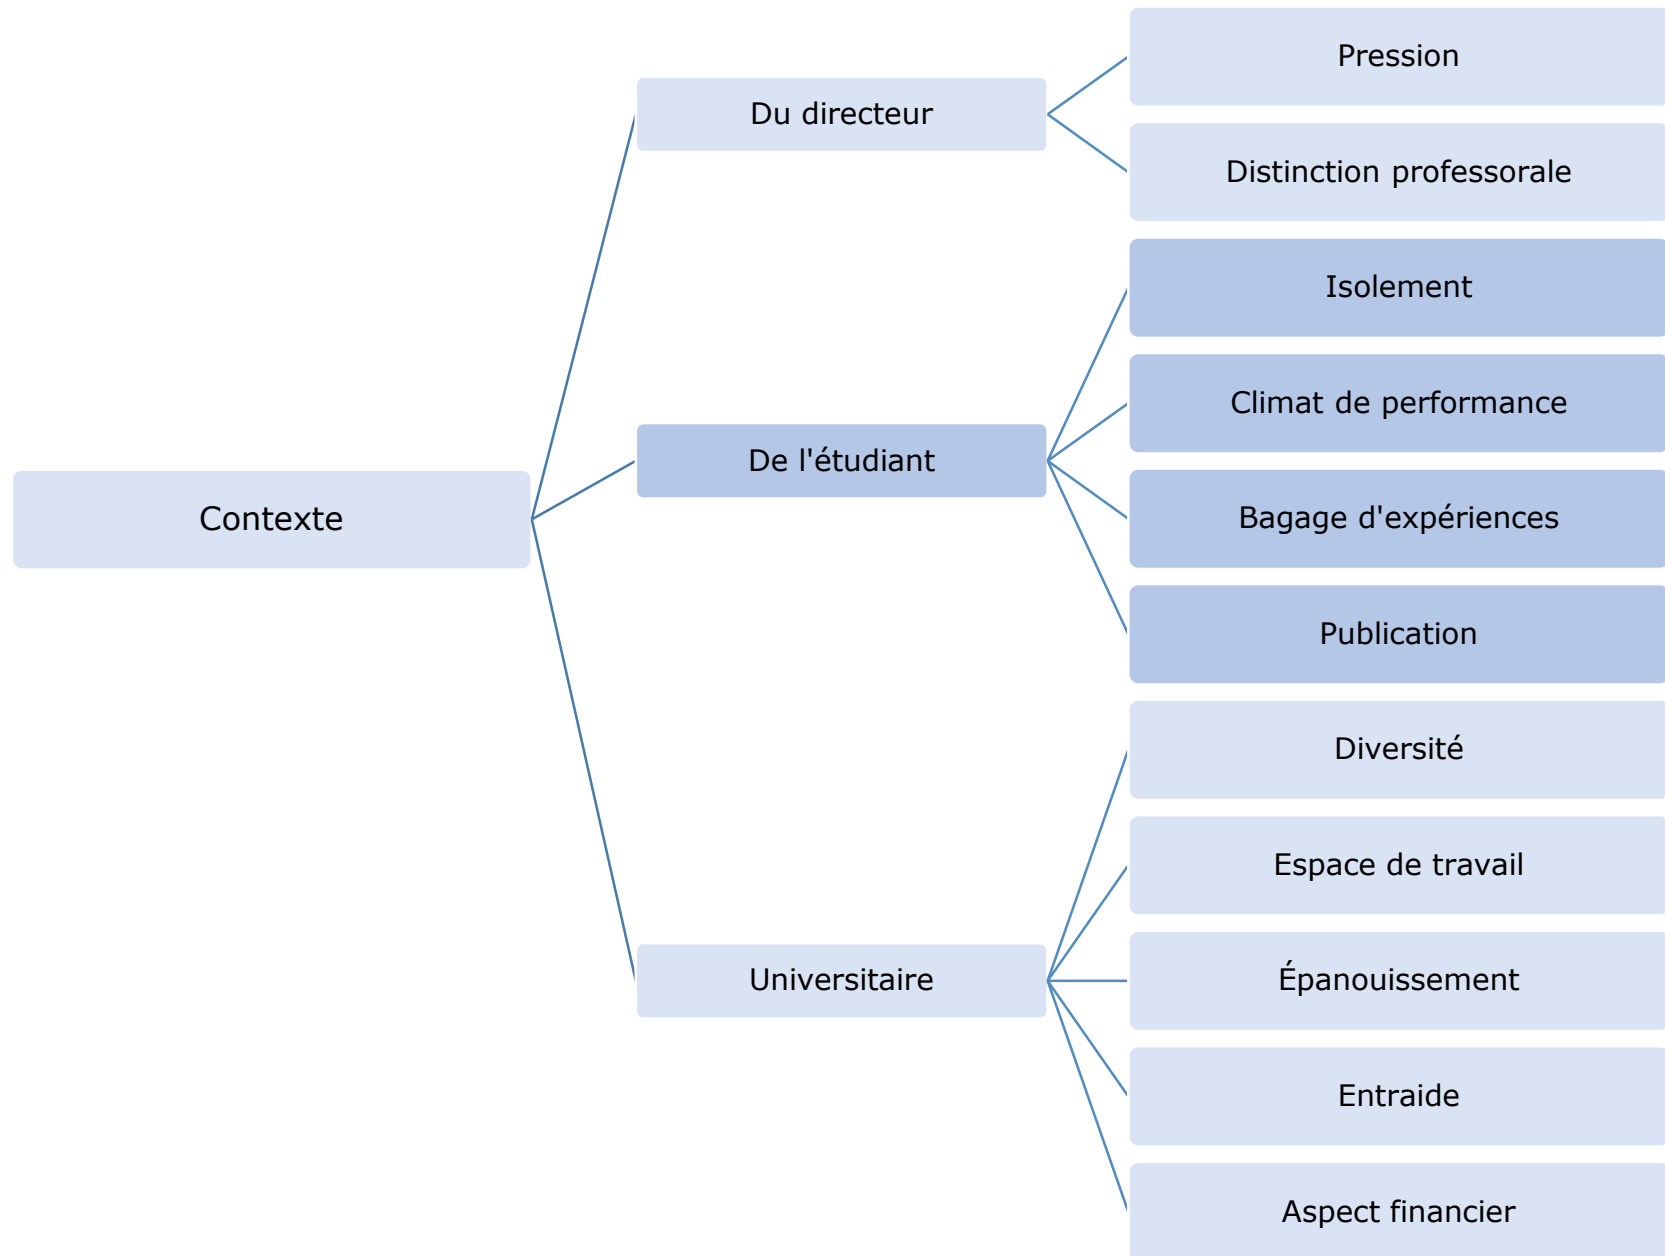 Contexte
Du directeur
Pression
Distinction professorale
De l'étudiant
Isolement
Climat de performance
Bagage d'expériences
Publication
Universitaire
Diversité
Espace de travail
Épanouissement
Entraide
Aspect financier